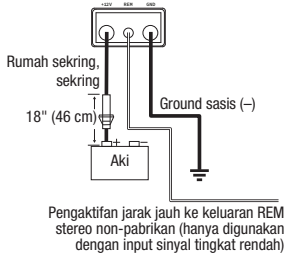 +12V REM GND
Rumah sekring,
sekring
18" (46 cm)
Ground sasis (–)
+ –
Aki
Pengaktifan jarak jauh ke keluaran REM
stereo non-pabrikan (hanya digunakan
dengan input sinyal tingkat rendah)